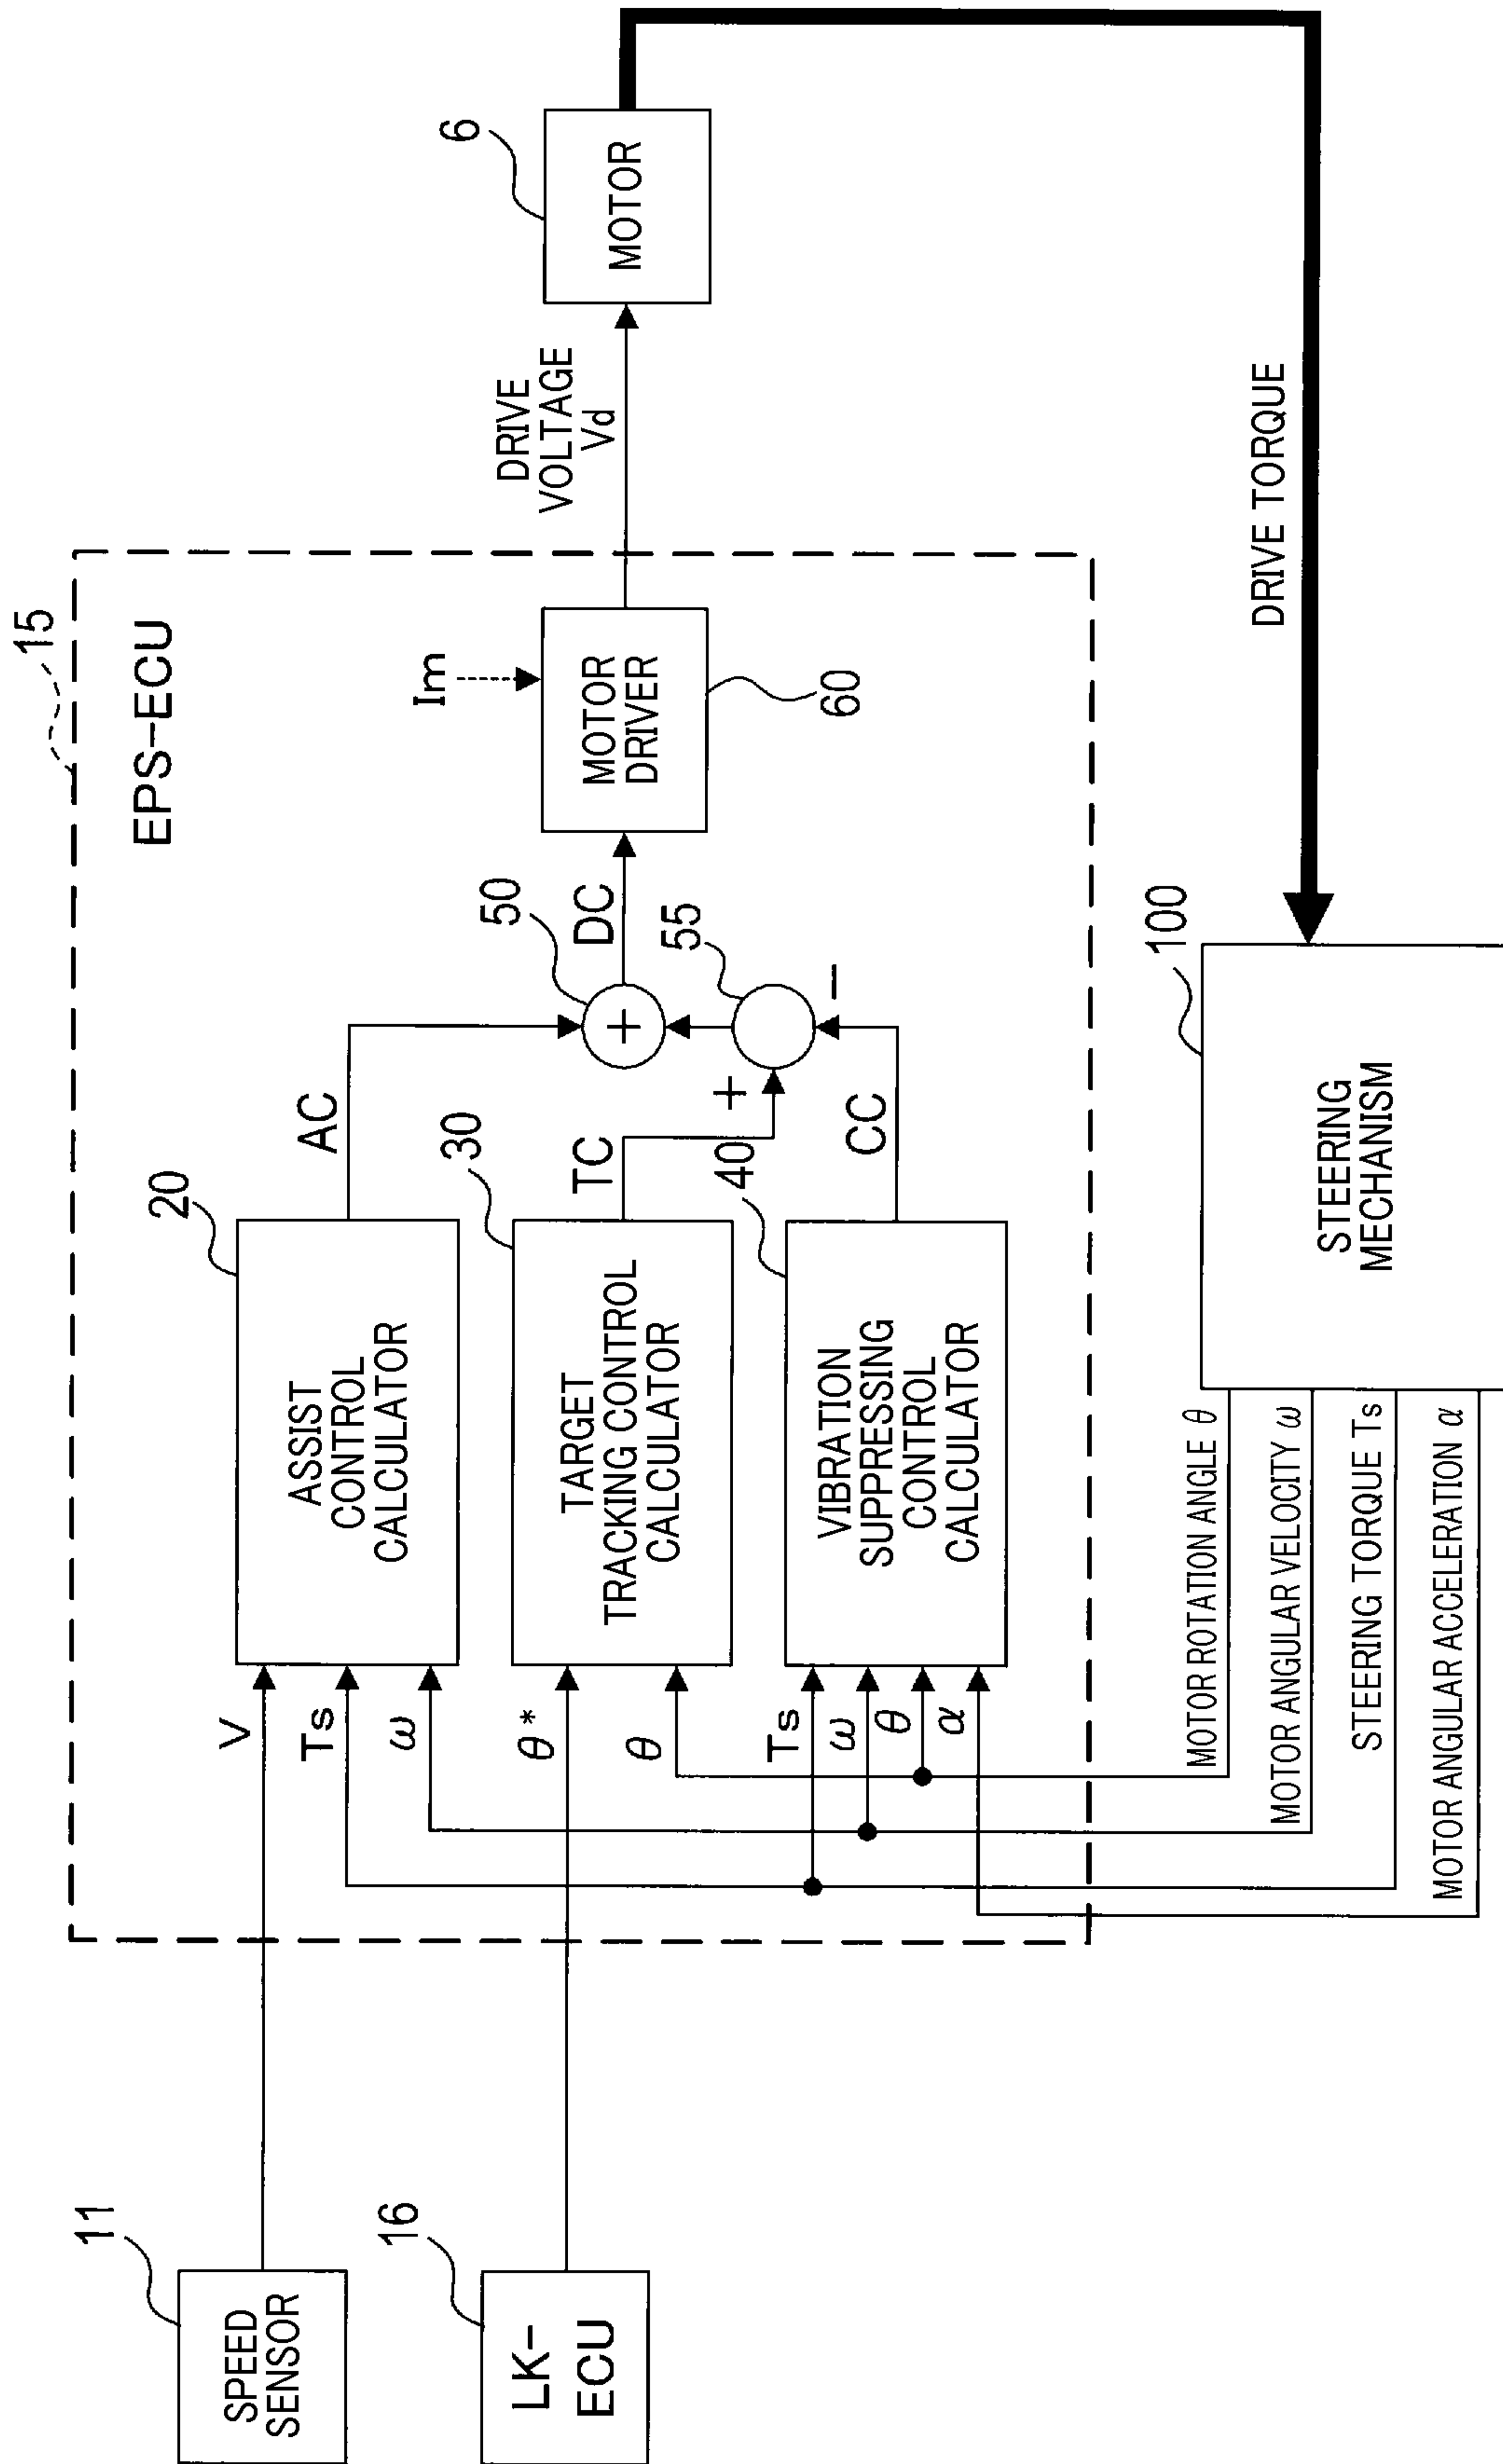 15
EPS-ECU
11
SPEED
SENSOR
V
Ts
ω
20
ASSIST
CONTROL
CALCULATOR
AC
16
LK-
ECU
θ*
θ
30
TARGET
TRACKING CONTROL
CALCULATOR
TC
+
50
+
DC
Im
MOTOR
DRIVER
60
DRIVE
VOLTAGE
Vd
6
MOTOR
55
−
Ts
ω
θ
α
40
VIBRATION
SUPPRESSING
CONTROL
CALCULATOR
CC
MOTOR ROTATION ANGLE θ
MOTOR ANGULAR VELOCITY ω
STEERING TORQUE Ts
MOTOR ANGULAR ACCELERATION α
100
STEERING
MECHANISM
DRIVE TORQUE